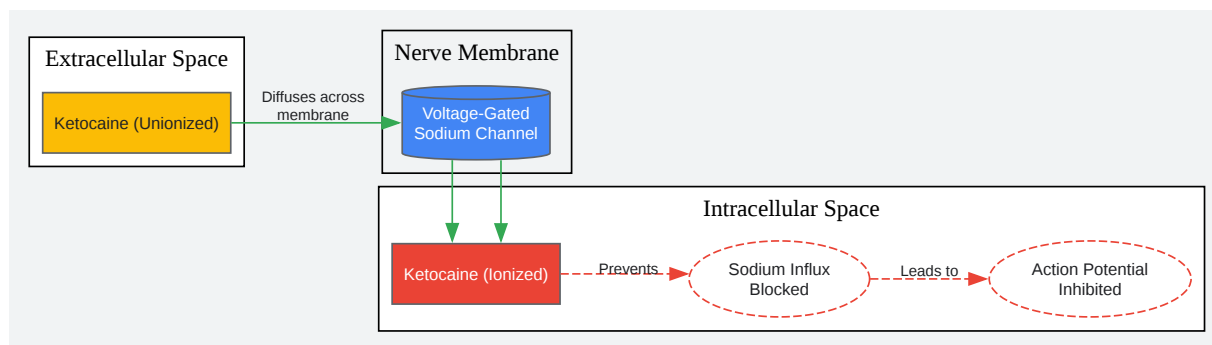 Extracellular Space
Ketocaine (Unionized)
Diffuses across
membrane
Nerve Membrane
Voltage-Gated
Sodium Channel
Intracellular Space
Ketocaine (Ionized)
Prevents
Sodium Influx
Blocked
Leads to
Action Potential
Inhibited